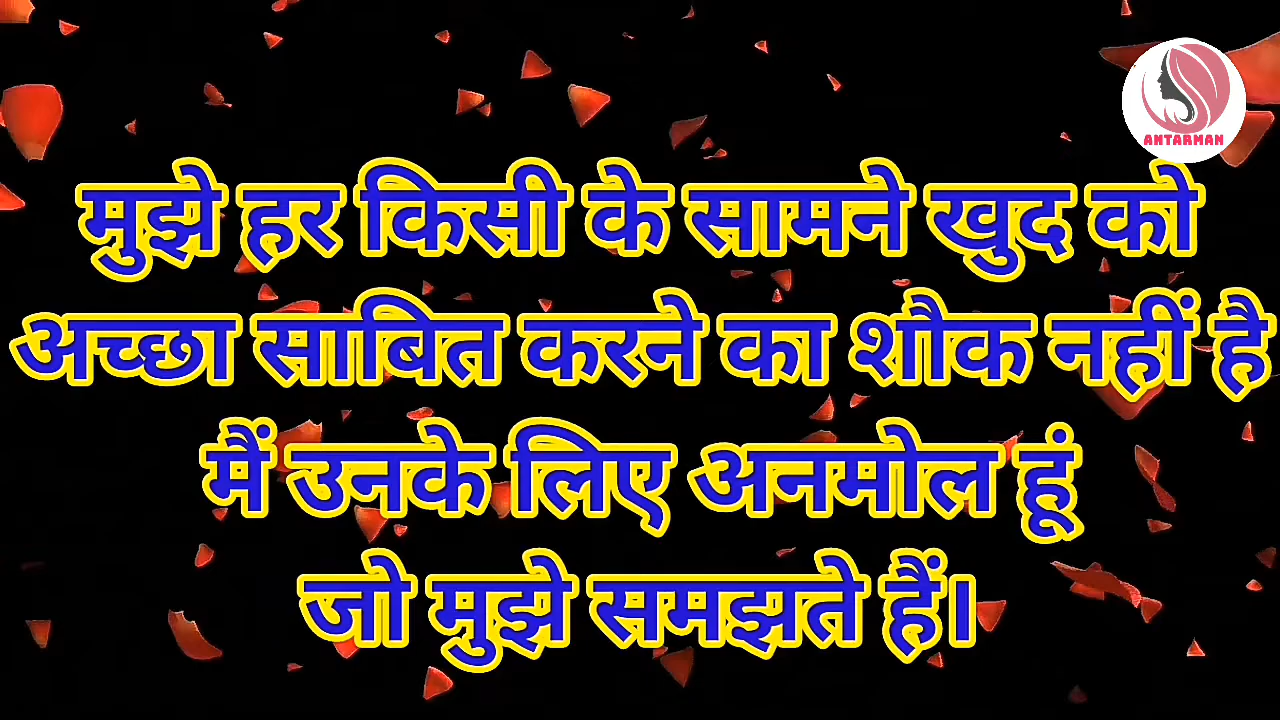 ANTARMAN
मुझे हर किसी के सामने खुद को
अच्छा साबित करने का शौक नहीं है
मैं उनके लिए अनमोल हूं
जो मुझे समझते हैं।